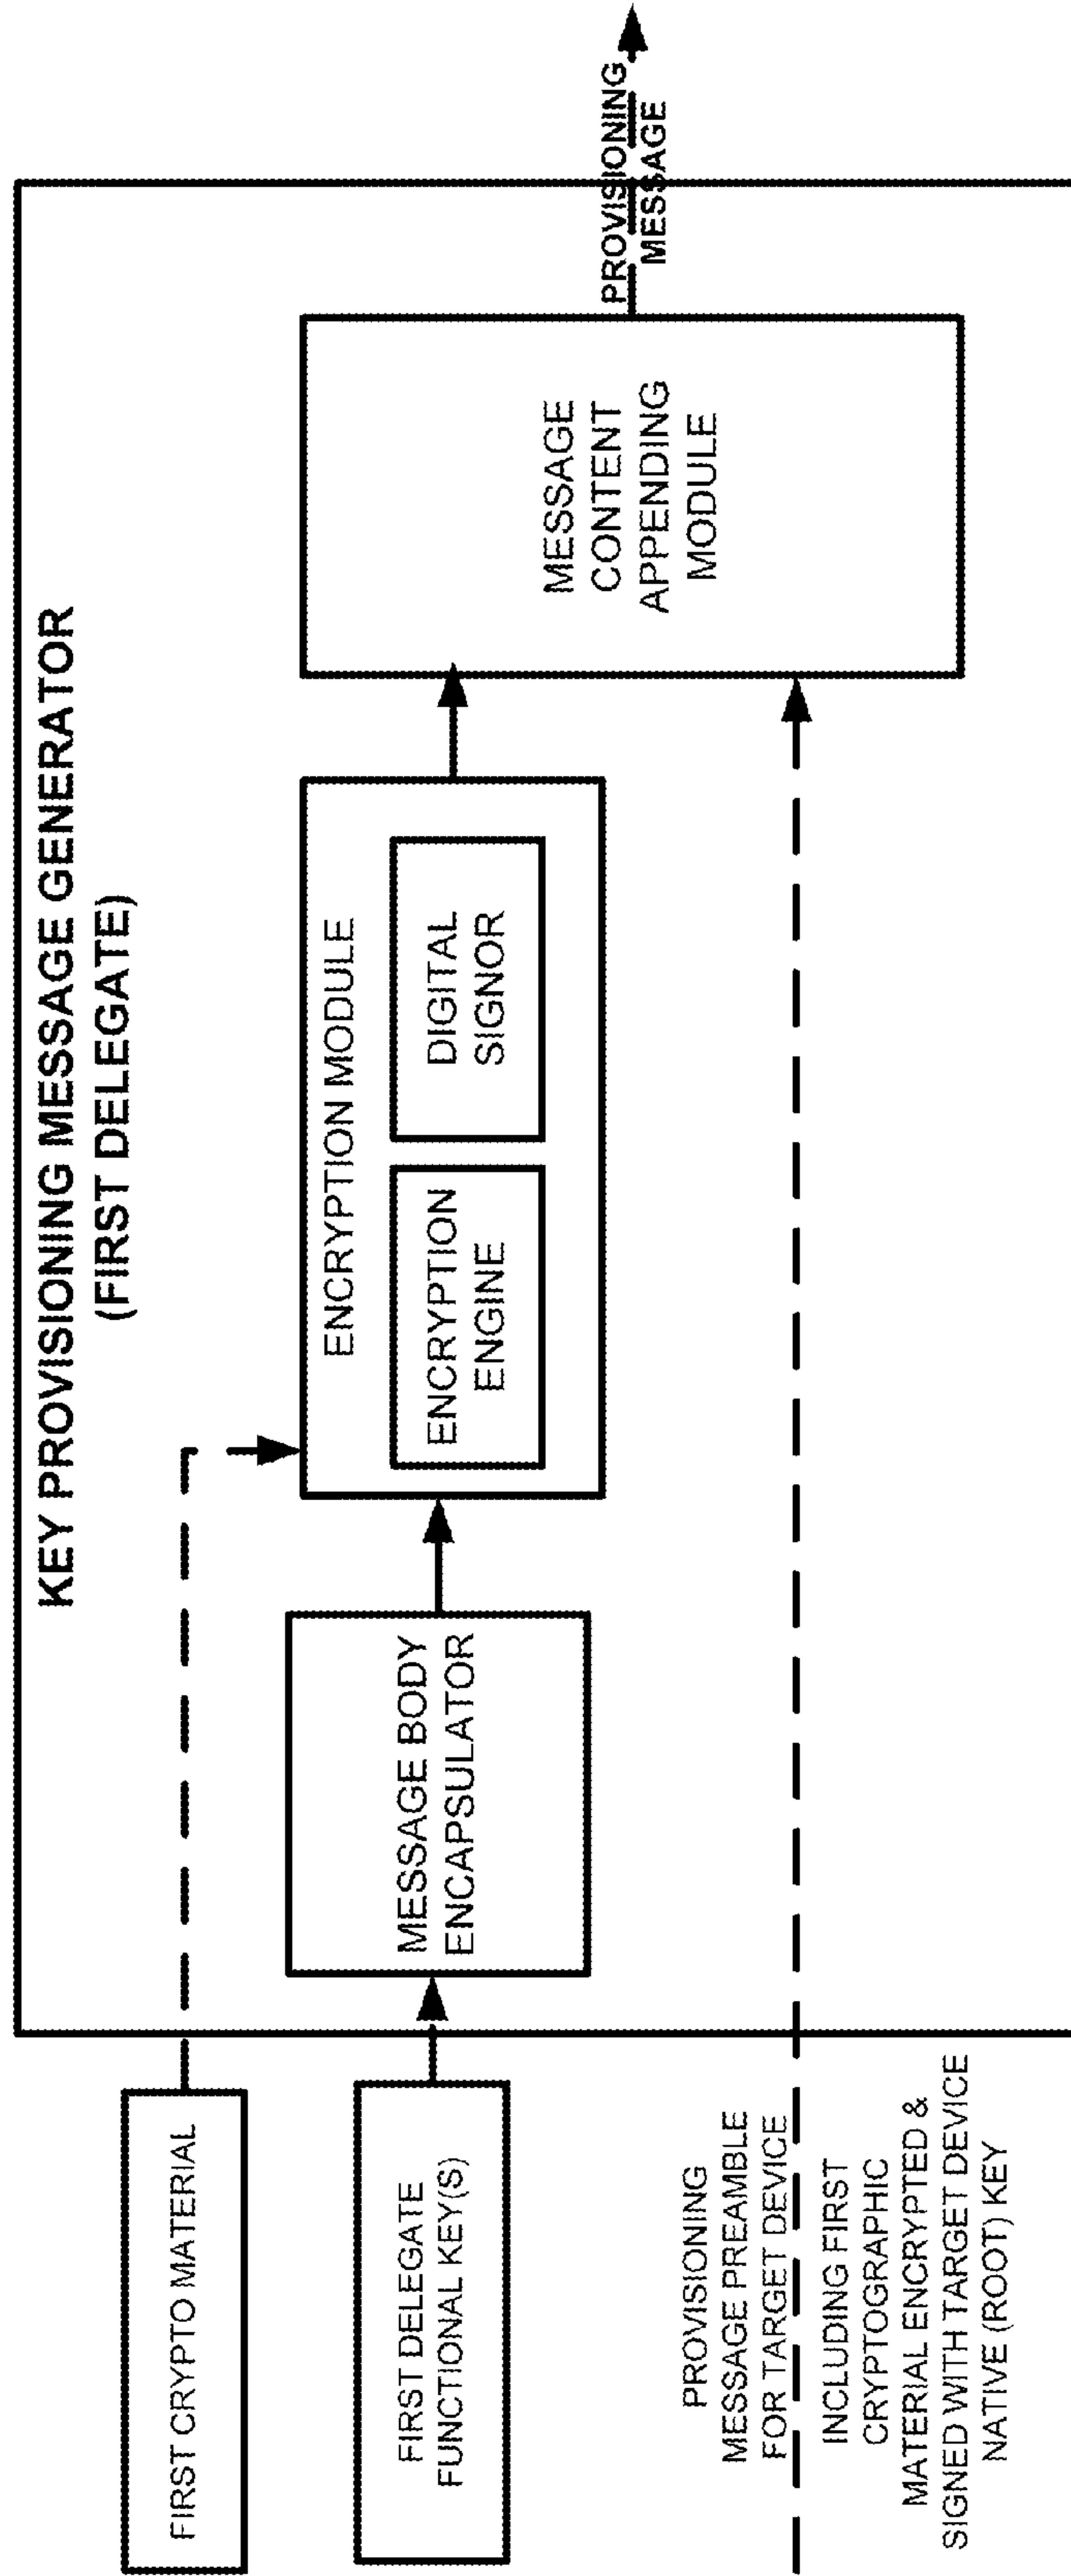 KEY PROVISIONING MESSAGE GENERATOR
(FIRST DELEGATE)
FIRST CRYPTO MATERIAL
FIRST DELEGATE
FUNCTIONAL KEY(S)
MESSAGE BODY
ENCAPSULATOR
ENCRYPTION MODULE
ENCRYPTION
ENGINE
DIGITAL
SIGNOR
MESSAGE
CONTENT
APPENDING
MODULE
PROVISIONING
MESSAGE
PROVISIONING
MESSAGE PREAMBLE
FOR TARGET DEVICE
INCLUDING FIRST
CRYPTOGRAPHIC
MATERIAL ENCRYPTED &
SIGNED WITH TARGET DEVICE
NATIVE (ROOT) KEY